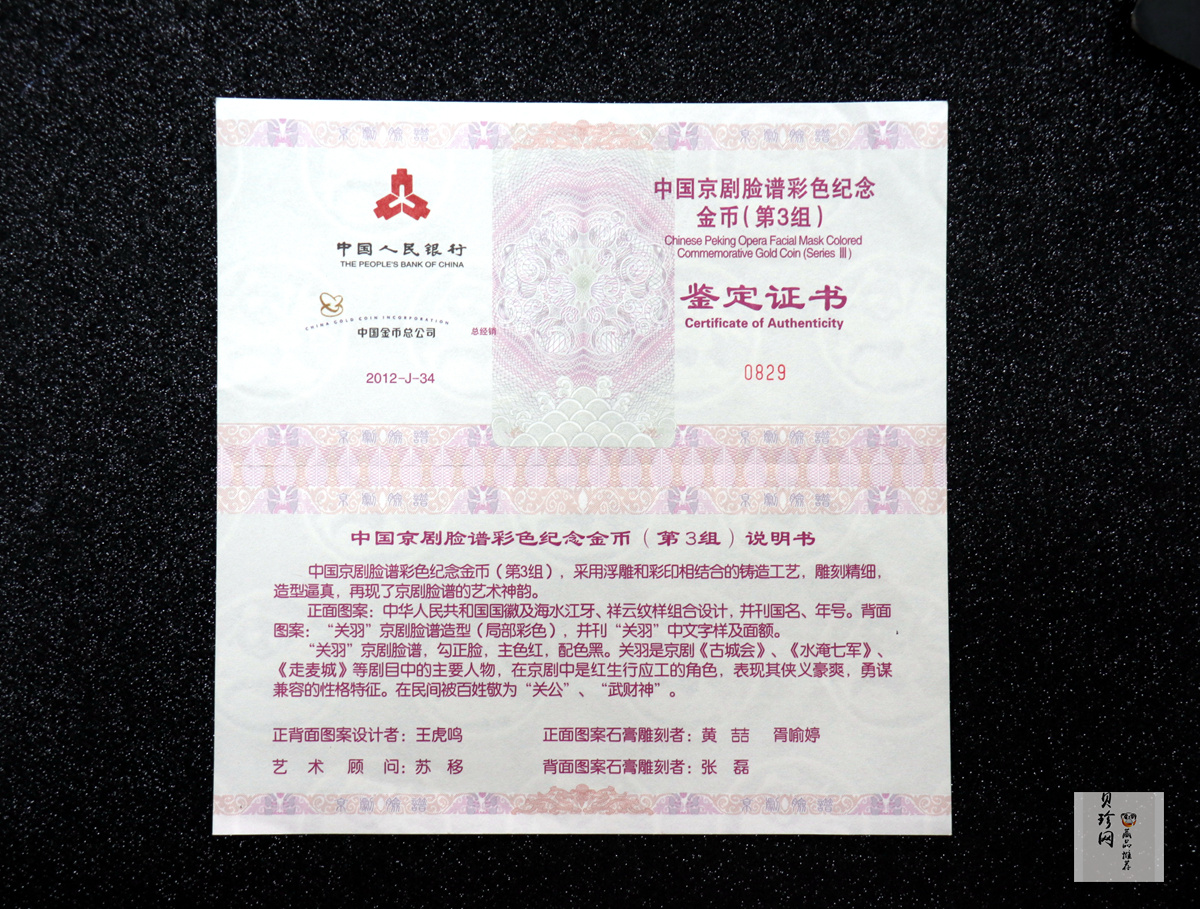 中国人民银行
THE PEOPLE'S BANK OF CHINA
CHINA GOLD COIN INCORPORATION
中国金币总公司
总经销
2012-J-34
中国京剧脸谱彩色纪念
金币（第3组）
Chinese Peking Opera Facial Mask Colored
Commemorative Gold Coin (Series Ⅲ)
鉴定证书
Certificate of Authenticity
0829
中国京剧脸谱彩色纪念金币（第3组）说明书
中国京剧脸谱彩色纪念金币（第3组），采用浮雕和彩印相结合的铸造工艺，雕刻精细，
造型逼真，再现了京剧脸谱的艺术神韵。
正面图案：中华人民共和国国徽及海水江牙、祥云纹样组合设计，并刊国名、年号。背面
图案：“关羽”京剧脸谱造型（局部彩色），并刊“关羽”中文字样及面额。
“关羽”京剧脸谱，勾正脸，主色红，配色黑。关羽是京剧《古城会》、《水淹七军》、
《走麦城》等剧目中的主要人物，在京剧中是红生行应工的角色，表现其侠义豪爽，勇谋
兼容的性格特征。在民间被百姓敬为“关公”、“武财神”。
正背面图案设计者：王虎鸣
正面图案石膏雕刻者：黄 喆 胥喻婷
艺 术 顾 问：苏 移
背面图案石膏雕刻者：张 磊
贝珍网
藏品推荐